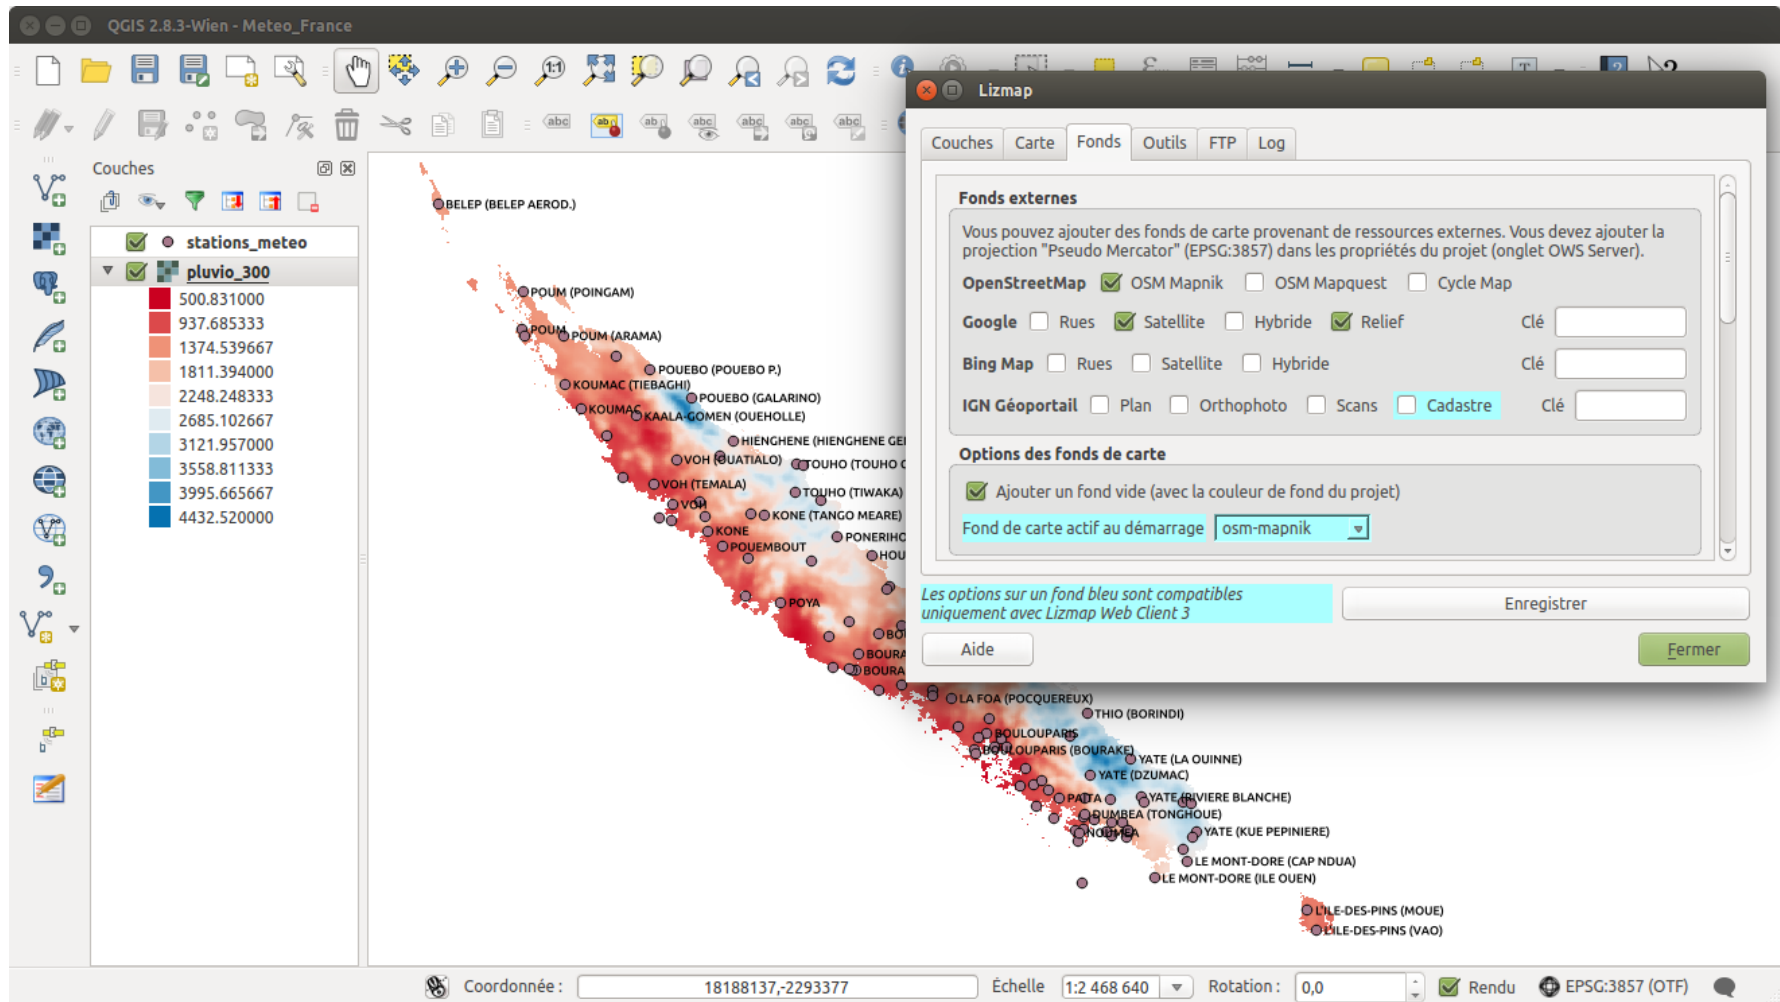 QGIS 2.8.3-Wien - Meteo_France
Lizmap
Couches Carte Fonds Outils FTP Log
Fonds externes
Vous pouvez ajouter des fonds de carte provenant de ressources externes. Vous devez ajouter la
projection "Pseudo Mercator" (EPSG:3857) dans les propriétés du projet (onglet OWS Server).
OpenStreetMap OSM Mapnik OSM Mapquest Cycle Map
Google Rues Satellite Hybride Relief Clé
Bing Map Rues Satellite Hybride Clé
IGN Géoportail Plan Orthophoto Scans Cadastre Clé
Options des fonds de carte
Ajouter un fond vide (avec la couleur de fond du projet)
Fond de carte actif au démarrage osm-mapnik
Les options sur un fond bleu sont compatibles
uniquement avec Lizmap Web Client 3
Enregistrer
Aide
Fermer
Couches
stations_meteo
pluvio_300
500.831000
937.685333
1374.539667
1811.394000
2248.248333
2685.102667
3121.957000
3558.811333
3995.665667
4432.520000
BELEP (BELEP AEROD.)
POUM (POINGAM)
POUM
POUM (ARAMA)
POUEBO (POUEBO P.)
KOUMAC (TIEBAGHI)
POUEBO (GALARINO)
KOUMAC
KAALA-GOMEN (OUEHOLLE)
HIENGHENE (HIENGHENE GE
VOH (OUATIALO)
TOUHO (TOUHO
VOH (TEMALA)
TOUHO (TIWAKA)
VOH
KONE (TANGO MEARE)
KONE
PONERIHO
POUEMBOUT
HOU
POYA
BOU
BOURA
BOURA
LA FOA (POCQUEREUX)
THIO (BORINDI)
BOULOUPARIS
BOULOUPARIS (BOURAKE)
YATE (LA OUINNE)
YATE (DZUMAC)
PAITA
YATE (RIVIERE BLANCHE)
DUMBEA (TONGHOUE)
NOUMEA
YATE (KUE PEPINIERE)
LE MONT-DORE (CAP NDUA)
LE MONT-DORE (ILE OUEN)
L'ILE-DES-PINS (MOUE)
L'ILE-DES-PINS (VAO)
Coordonnée : 18188137,-2293377 Échelle 1:2 468 640 Rotation : 0,0 Rendu EPSG:3857 (OTF)